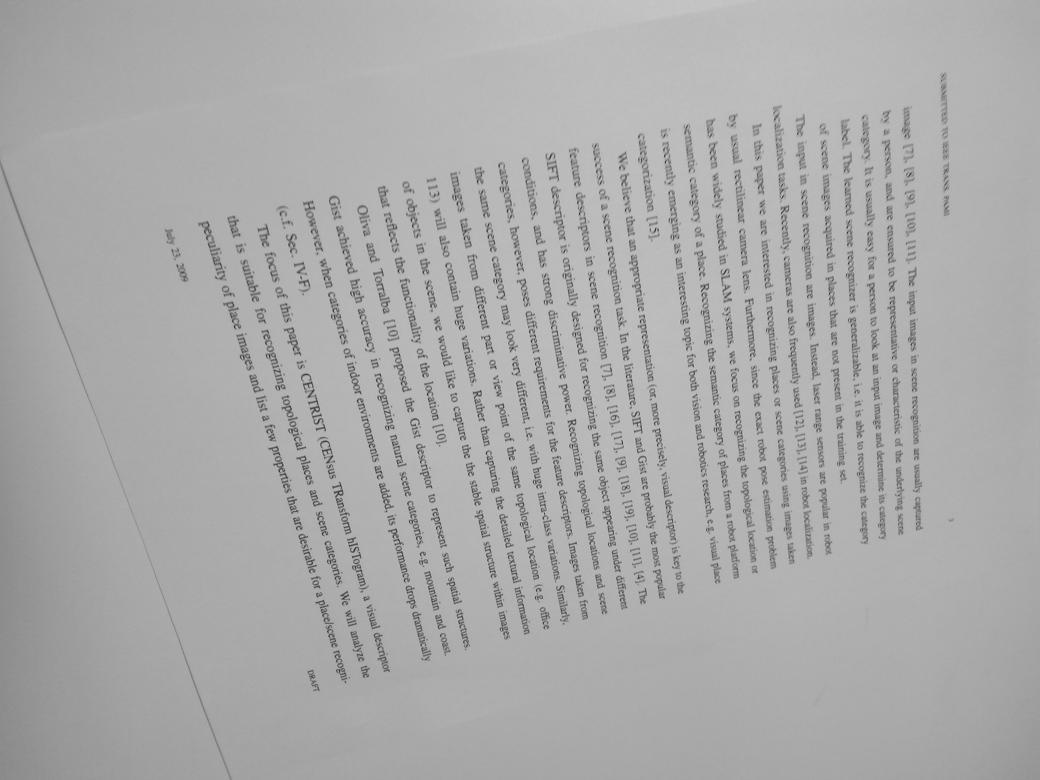 SUBMITTED TO IEEE TRANS. PAMI
3
image [7], [8], [9], [10], [11]. The input images in scene recognition are usually captured
by a person, and are ensured to be representative or characteristic of the underlying scene
category. It is usually easy for a person to look at an input image and determine its category
label. The learned scene recognizer is generalizable, i.e. it is able to recognize the category
of scene images acquired in places that are not present in the training set.
The input in scene recognition are images. Instead, laser range sensors are popular in robot
localization tasks. Recently, cameras are also frequently used [12], [13], [14] in robot localization.
In this paper we are interested in recognizing places or scene categories using images taken
by usual rectilinear camera lens. Furthermore, since the exact robot pose estimation problem
has been widely studied in SLAM systems, we focus on recognizing the topological location or
semantic category of a place. Recognizing the semantic category of places from a robot platform
is recently emerging as an interesting topic for both vision and robotics research, e.g. visual place
categorization [15].
We believe that an appropriate representation (or, more precisely, visual descriptor) is key to the
success of a scene recognition task. In the literature, SIFT and Gist are probably the most popular
feature descriptors in scene recognition [7], [8], [16], [17], [9], [18], [19], [10], [11], [4]. The
SIFT descriptor is originally designed for recognizing the same object appearing under different
conditions, and has strong discriminative power. Recognizing topological locations and scene
categories, however, poses different requirements for the feature descriptors. Images taken from
the same scene category may look very different, i.e. with huge intra-class variations. Similarly,
images taken from different part or view point of the same topological location (e.g. office
113) will also contain huge variations. Rather than capturing the detailed textural information
of objects in the scene, we would like to capture the the stable spatial structure within images
that reflects the functionality of the location [10].
Oliva and Torralba [10] proposed the Gist descriptor to represent such spatial structures.
Gist achieved high accuracy in recognizing natural scene categories, e.g. mountain and coast.
However, when categories of indoor environments are added, its performance drops dramatically
(c.f. Sec. IV-F).
The focus of this paper is CENTRIST (CENsus TRansform hISTogram), a visual descriptor
that is suitable for recognizing topological places and scene categories. We will analyze the
peculiarity of place images and list a few properties that are desirable for a place/scene recogni-
July 23, 2009
DRAFT